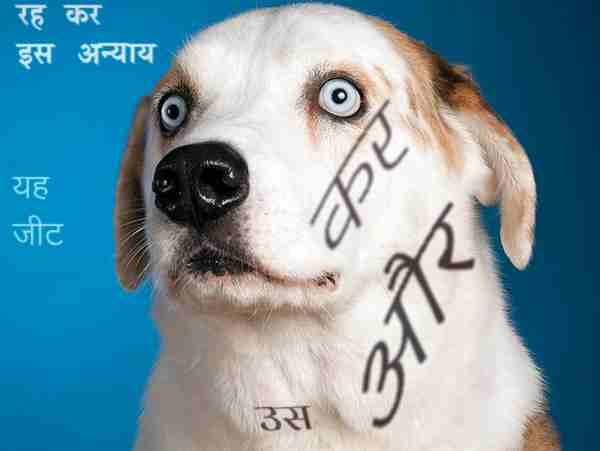 रह कर
इस अन्याय
कर
यह
जीट
और
उस